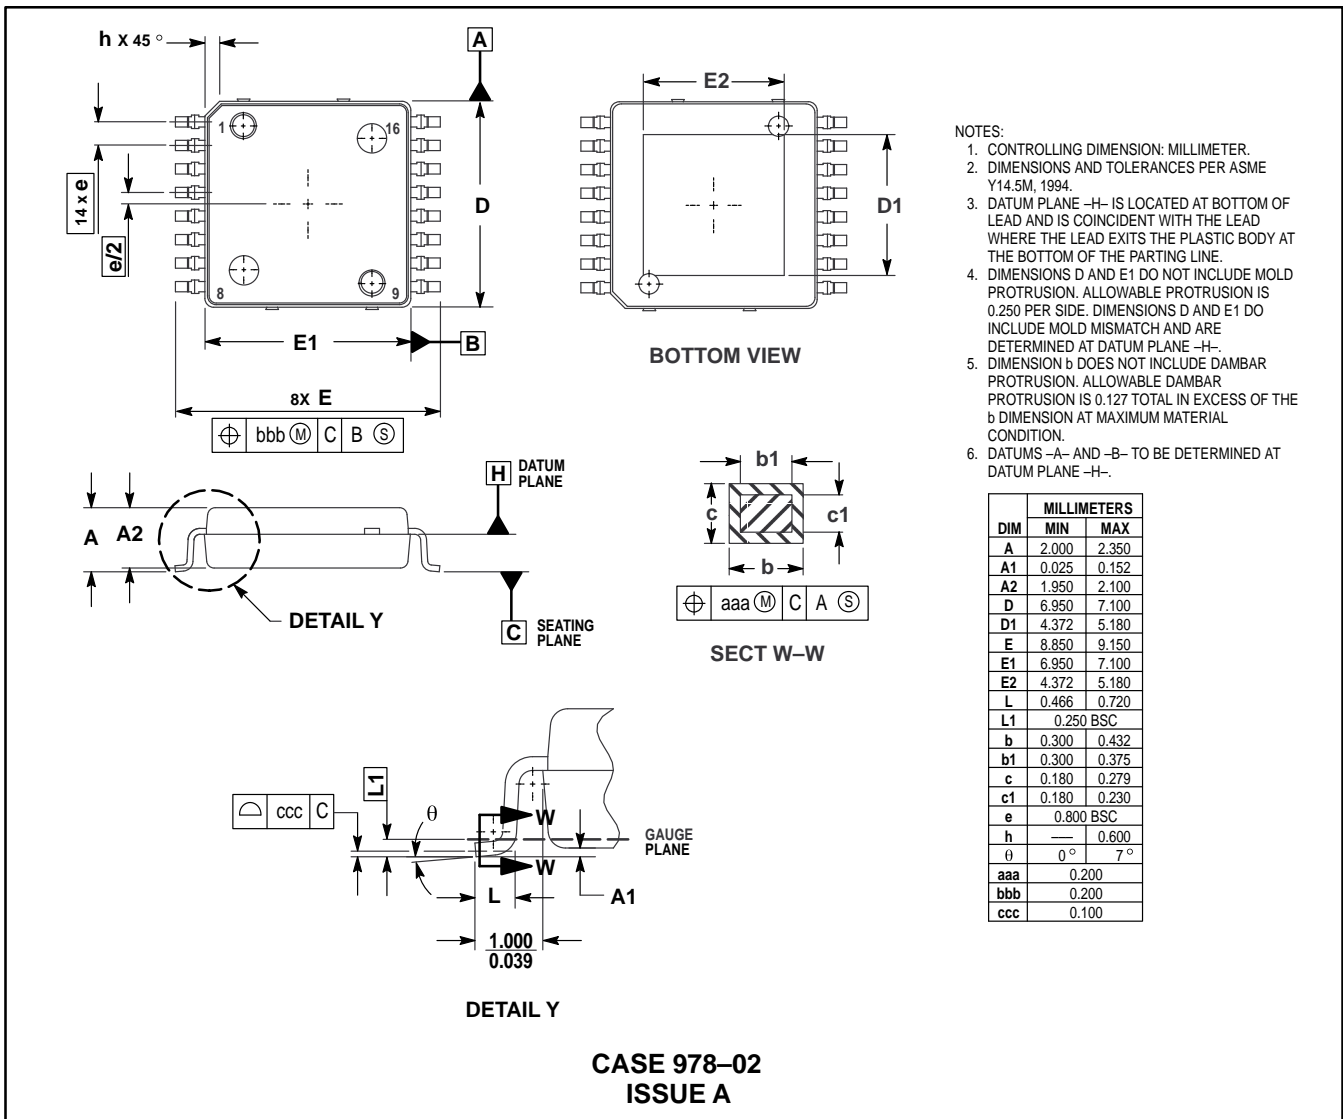 h X 45 °
A
E2
1
16
14 x e
e/2
D
D1
8
9
E1
B
BOTTOM VIEW
8X E
⌖ bbb Ⓜ C B Ⓢ
NOTES:
1. CONTROLLING DIMENSION: MILLIMETER.
2. DIMENSIONS AND TOLERANCES PER ASME
Y14.5M, 1994.
3. DATUM PLANE –H– IS LOCATED AT BOTTOM OF
LEAD AND IS COINCIDENT WITH THE LEAD
WHERE THE LEAD EXITS THE PLASTIC BODY AT
THE BOTTOM OF THE PARTING LINE.
4. DIMENSIONS D AND E1 DO NOT INCLUDE MOLD
PROTRUSION. ALLOWABLE PROTRUSION IS
0.250 PER SIDE. DIMENSIONS D AND E1 DO
INCLUDE MOLD MISMATCH AND ARE
DETERMINED AT DATUM PLANE –H–.
5. DIMENSION b DOES NOT INCLUDE DAMBAR
PROTRUSION. ALLOWABLE DAMBAR
PROTRUSION IS 0.127 TOTAL IN EXCESS OF THE
b DIMENSION AT MAXIMUM MATERIAL
CONDITION.
6. DATUMS –A– AND –B– TO BE DETERMINED AT
DATUM PLANE –H–.
A
A2
H DATUM
PLANE
DETAIL Y
C SEATING
PLANE
b1
c
c1
b
⌖ aaa Ⓜ C A Ⓢ
SECT W–W
MILLIMETERS
DIM MIN MAX
A 2.000 2.350
A1 0.025 0.152
A2 1.950 2.100
D 6.950 7.100
D1 4.372 5.180
E 8.850 9.150
E1 6.950 7.100
E2 4.372 5.180
L 0.466 0.720
L1 0.250 BSC
b 0.300 0.432
b1 0.300 0.375
c 0.180 0.279
c1 0.180 0.230
e 0.800 BSC
h ––– 0.600
θ 0 ° 7 °
aaa 0.200
bbb 0.200
ccc 0.100
⌓ ccc C
L1
θ
W
GAUGE
PLANE
W
L
A1
1.000
0.039
DETAIL Y
CASE 978–02
ISSUE A